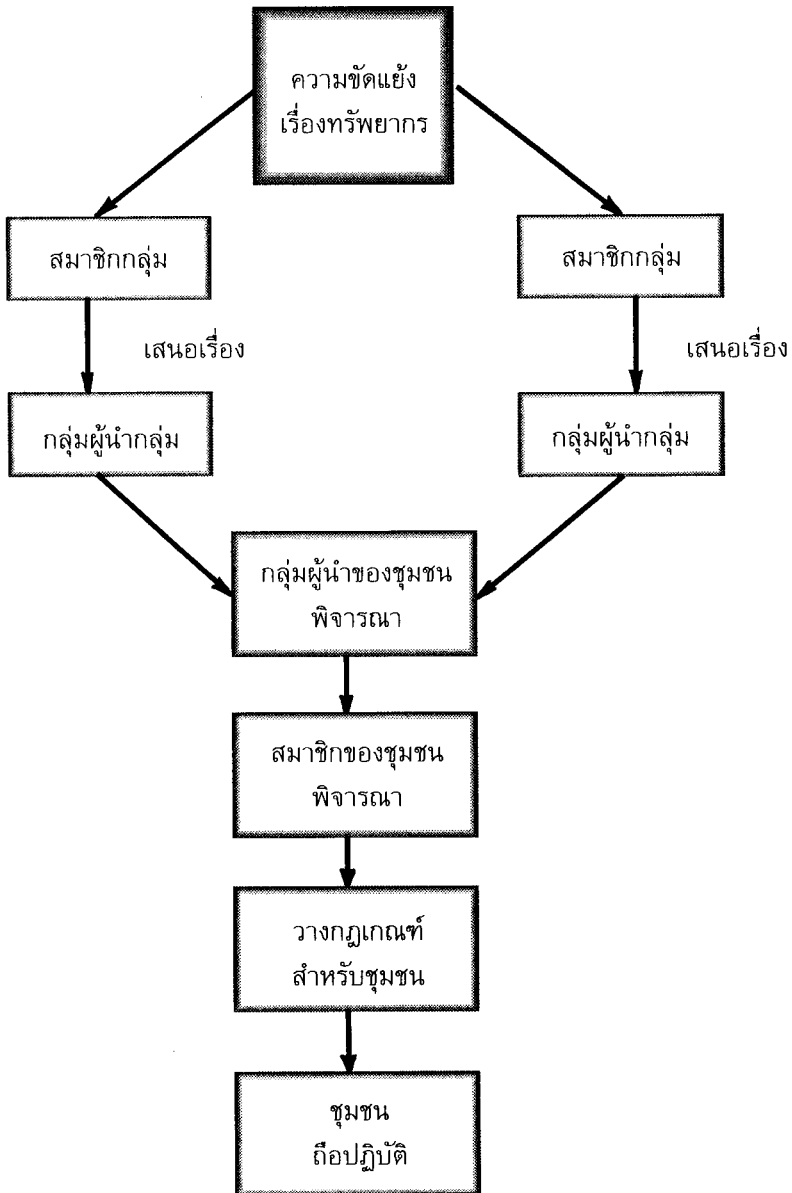 ความขัดแย้ง
เรื่องทรัพยากร
สมาชิกกลุ่ม
สมาชิกกลุ่ม
เสนอเรื่อง
เสนอเรื่อง
กลุ่มผู้นำกลุ่ม
กลุ่มผู้นำกลุ่ม
กลุ่มผู้นำของชุมชน
พิจารณา
สมาชิกของชุมชน
พิจารณา
วางกฎเกณฑ์
สำหรับชุมชน
ชุมชน
ถือปฏิบัติ